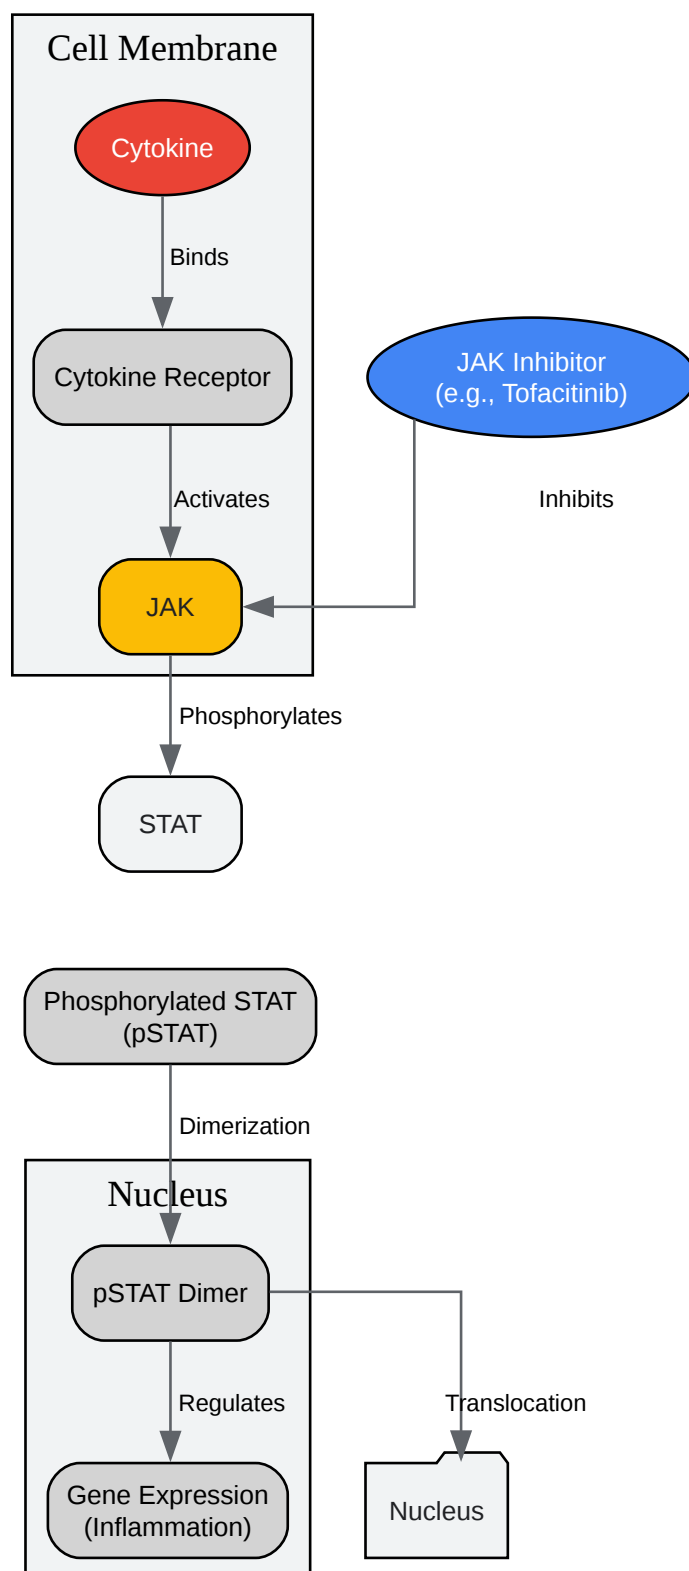 Cell Membrane
Cytokine
Binds
Cytokine Receptor
JAK Inhibitor
(e.g., Tofacitinib)
Activates
Inhibits
JAK
Phosphorylates
STAT
Phosphorylated STAT
(pSTAT)
Dimerization
Nucleus
pSTAT Dimer
Regulates
Translocation
Gene Expression
(Inflammation)
Nucleus